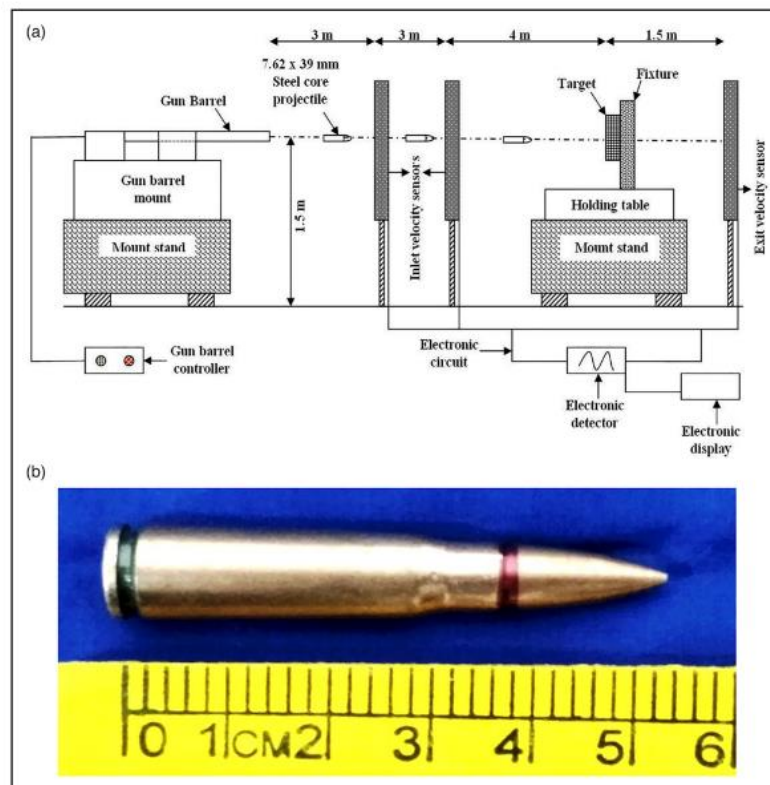 (a)
3 m
3 m
4 m
1.5 m
7.62 x 39 mm
Steel core
projectile
Gun Barrel
Target
Fixture
Gun barrel
mount
1.5 m
Inlet velocity sensors
Holding table
Exit velocity sensor
Mount stand
Mount stand
Gun barrel
controller
Electronic
circuit
Electronic
detector
Electronic
display
(b)
0 1 CM 2 3 4 5 6